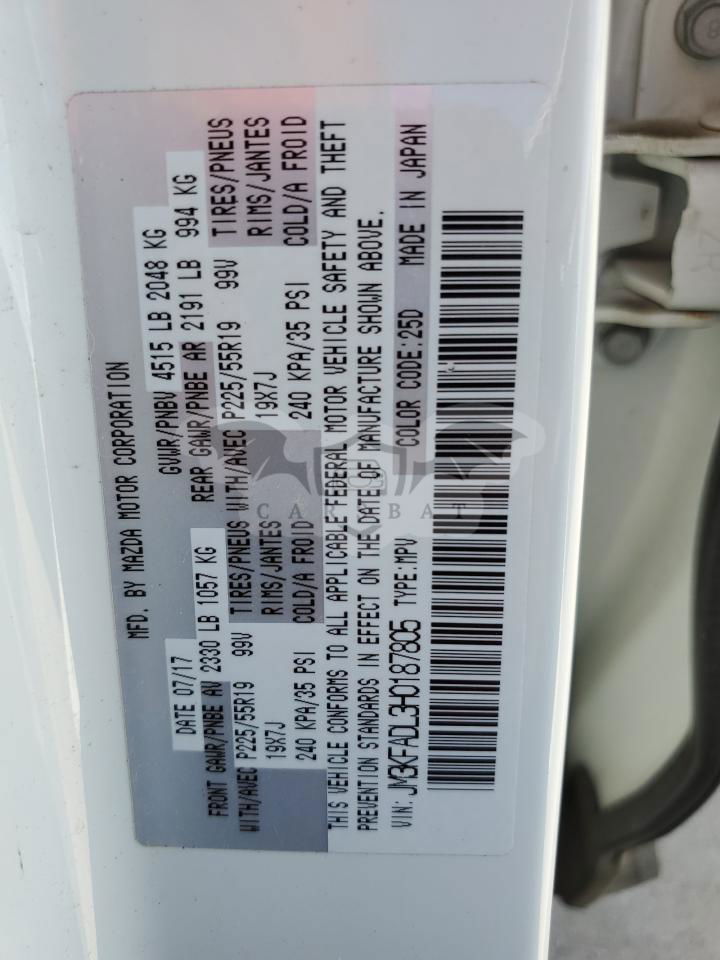 MFD. BY MAZDA MOTOR CORPORATION
DATE 07/17 GVWR/PNBV 4515 LB 2048 KG
FRONT GAWR/PNBE AV 2330 LB 1057 KG REAR GAWR/PNBE AR 2191 LB 994 KG
WITH/AVEC P225/55R19 99V TIRES/PNEUS WITH/AVEC P225/55R19 99V TIRES/PNEUS
19X7J RIMS/JANTES 19X7J RIMS/JANTES
240 KPA/35 PSI COLD/A FROID 240 KPA/35 PSI COLD/A FROID
THIS VEHICLE CONFORMS TO ALL APPLICABLE FEDERAL MOTOR VEHICLE SAFETY AND THEFT
PREVENTION STANDARDS IN EFFECT ON THE DATE OF MANUFACTURE SHOWN ABOVE.
VIN: JM3KFADL3H0187805 TYPE:MPV COLOR CODE:25D MADE IN JAPAN
CARSBAT